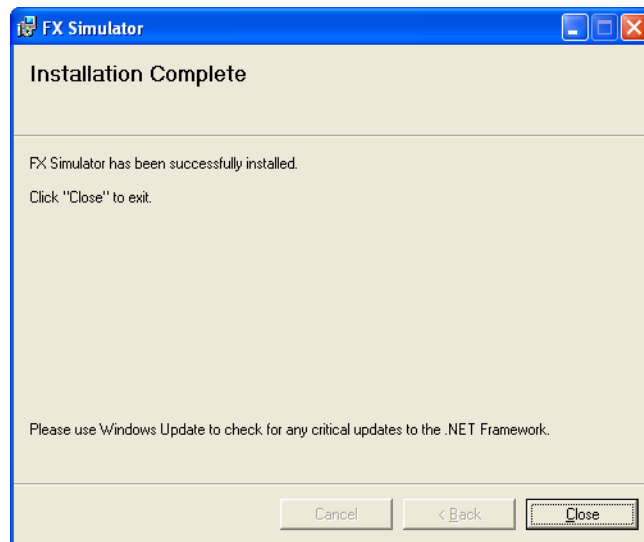 FX Simulator
Installation Complete
FX Simulator has been successfully installed.
Click "Close" to exit.
Please use Windows Update to check for any critical updates to the .NET Framework.
Cancel
< Back
Close